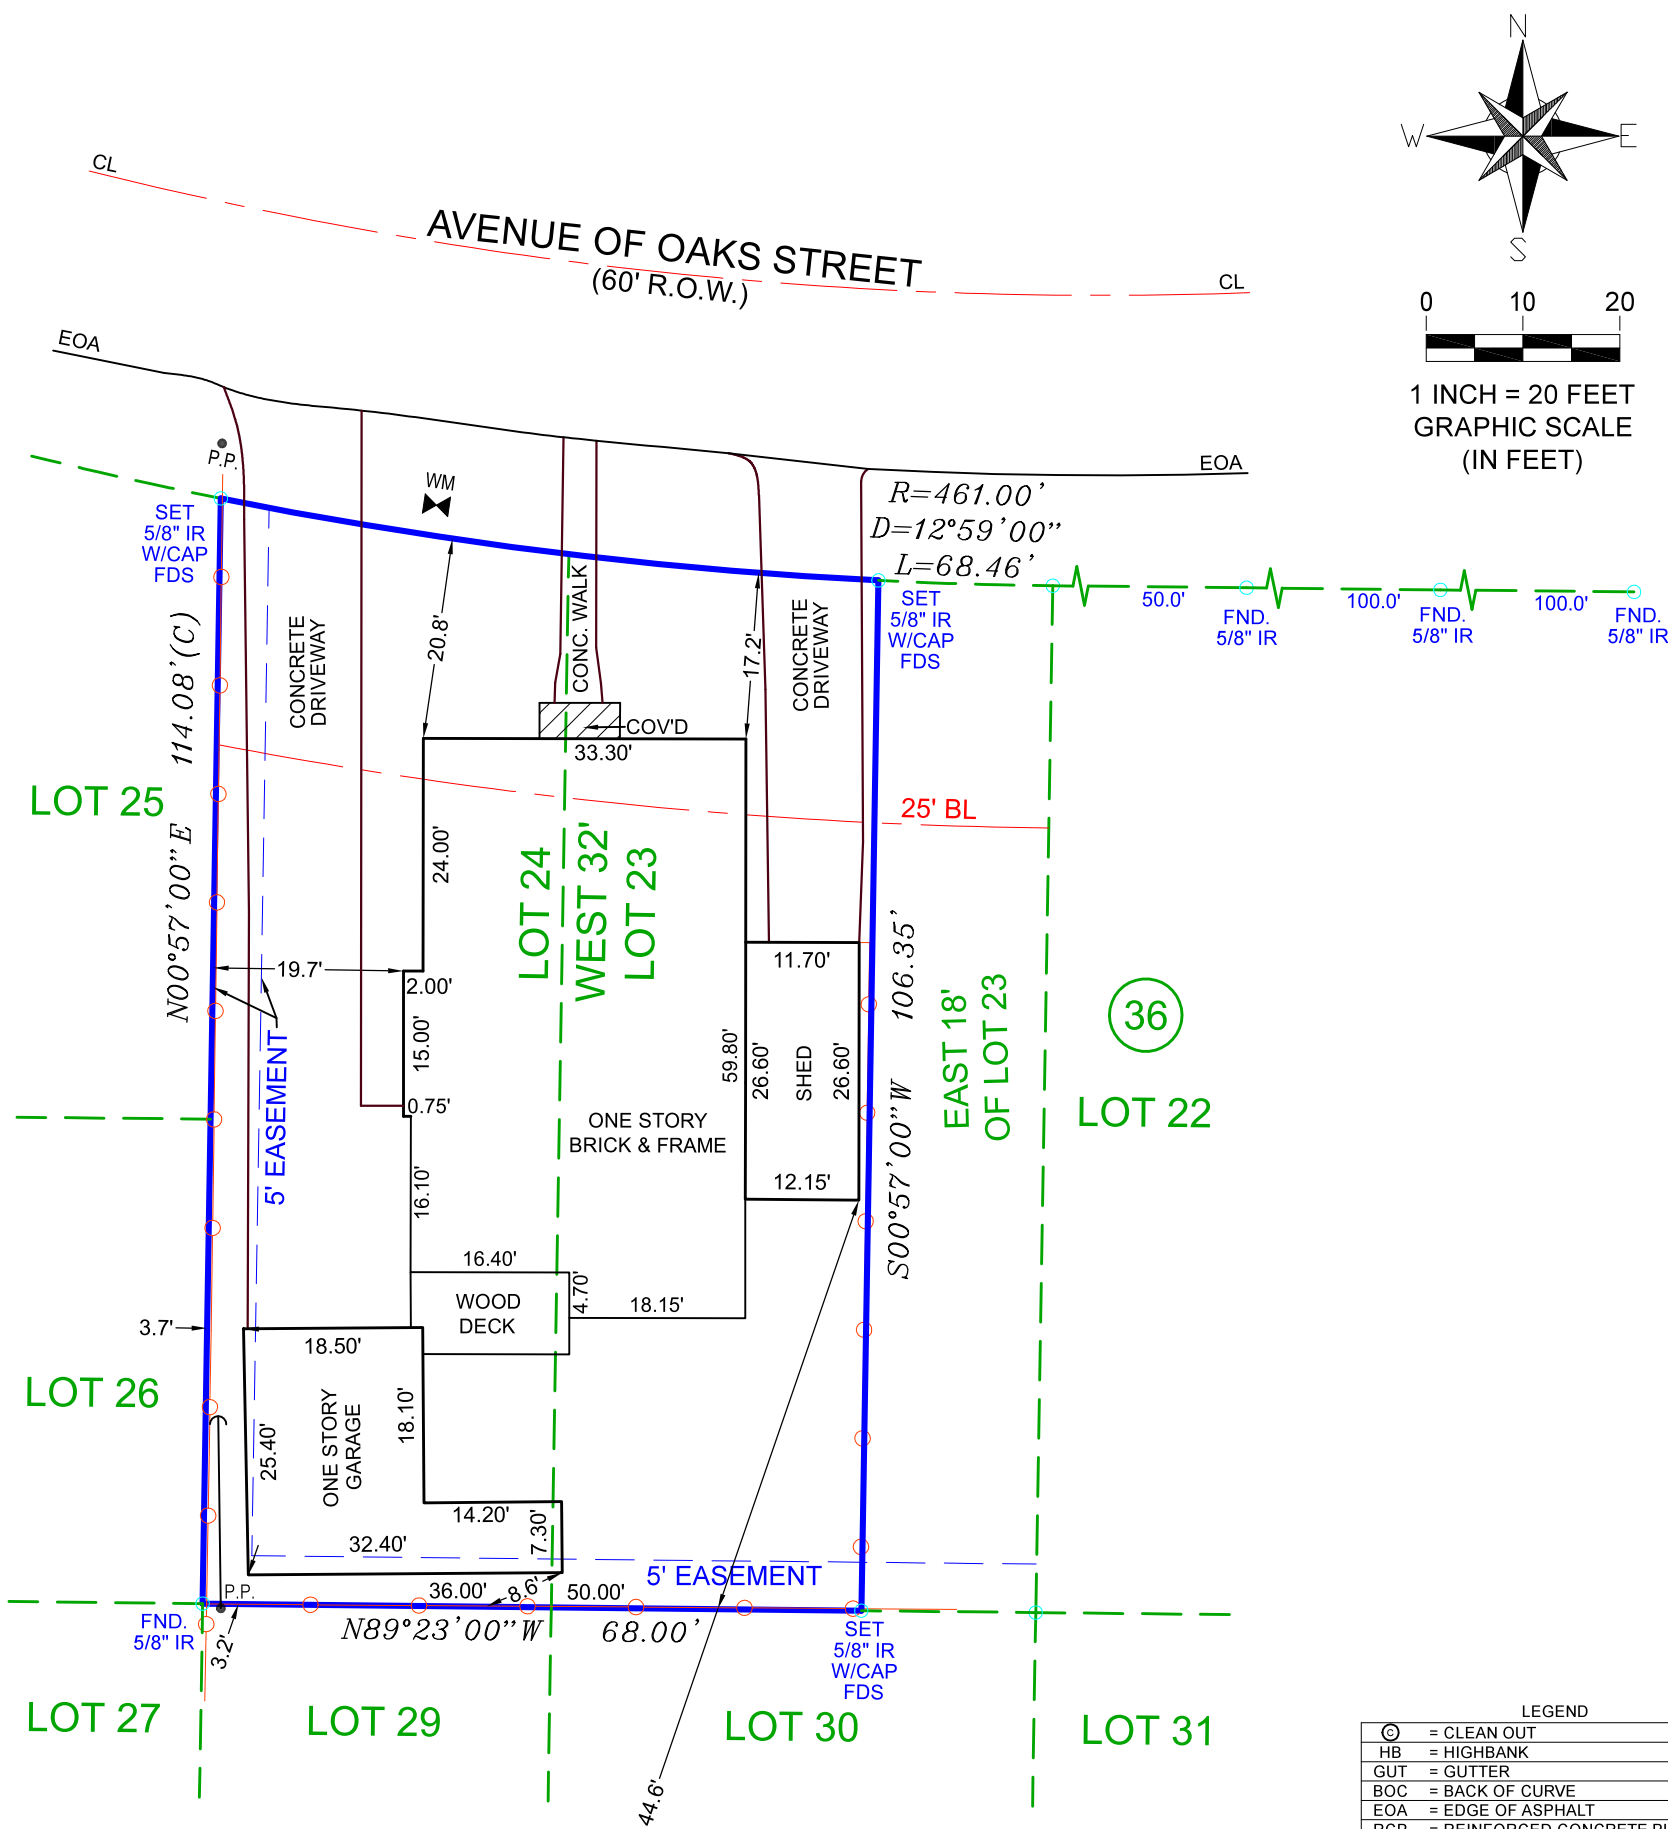 N
W
E
S
0 10 20
1 INCH = 20 FEET
GRAPHIC SCALE
(IN FEET)
CL
AVENUE OF OAKS STREET
(60' R.O.W.)
CL
EOA
EOA
P.P.
WM
SET
5/8" IR
W/CAP
FDS
R=461.00'
D=12°59'00"
L=68.46'
SET
5/8" IR
W/CAP
FDS
50.0'
FND.
5/8" IR
100.0'
FND.
5/8" IR
100.0'
FND.
5/8" IR
N00°57'00"E 114.08'(C)
CONCRETE
DRIVEWAY
20.8'
CONC. WALK
17.2'
CONCRETE
DRIVEWAY
COV'D
33.30'
LOT 25
25' BL
24.00'
LOT 24
WEST 32'
LOT 23
19.7'
2.00'
11.70'
15.00'
59.80'
26.60'
SHED
26.60'
S00°57'00"W 106.35'
EAST 18'
OF LOT 23
36
LOT 22
0.75'
5' EASEMENT
ONE STORY
BRICK & FRAME
16.10'
12.15'
16.40'
WOOD
DECK
4.70'
18.15'
3.7'
18.50'
LOT 26
25.40'
ONE STORY
GARAGE
18.10'
14.20'
7.30'
32.40'
5' EASEMENT
P.P.
36.00'
8.6'
50.00'
FND.
5/8" IR
3.2'
N89°23'00"W 68.00'
SET
5/8" IR
W/CAP
FDS
LOT 27
LOT 29
LOT 30
LOT 31
44.6'
LEGEND
C = CLEAN OUT
HB = HIGHBANK
GUT = GUTTER
BOC = BACK OF CURVE
EOA = EDGE OF ASPHALT